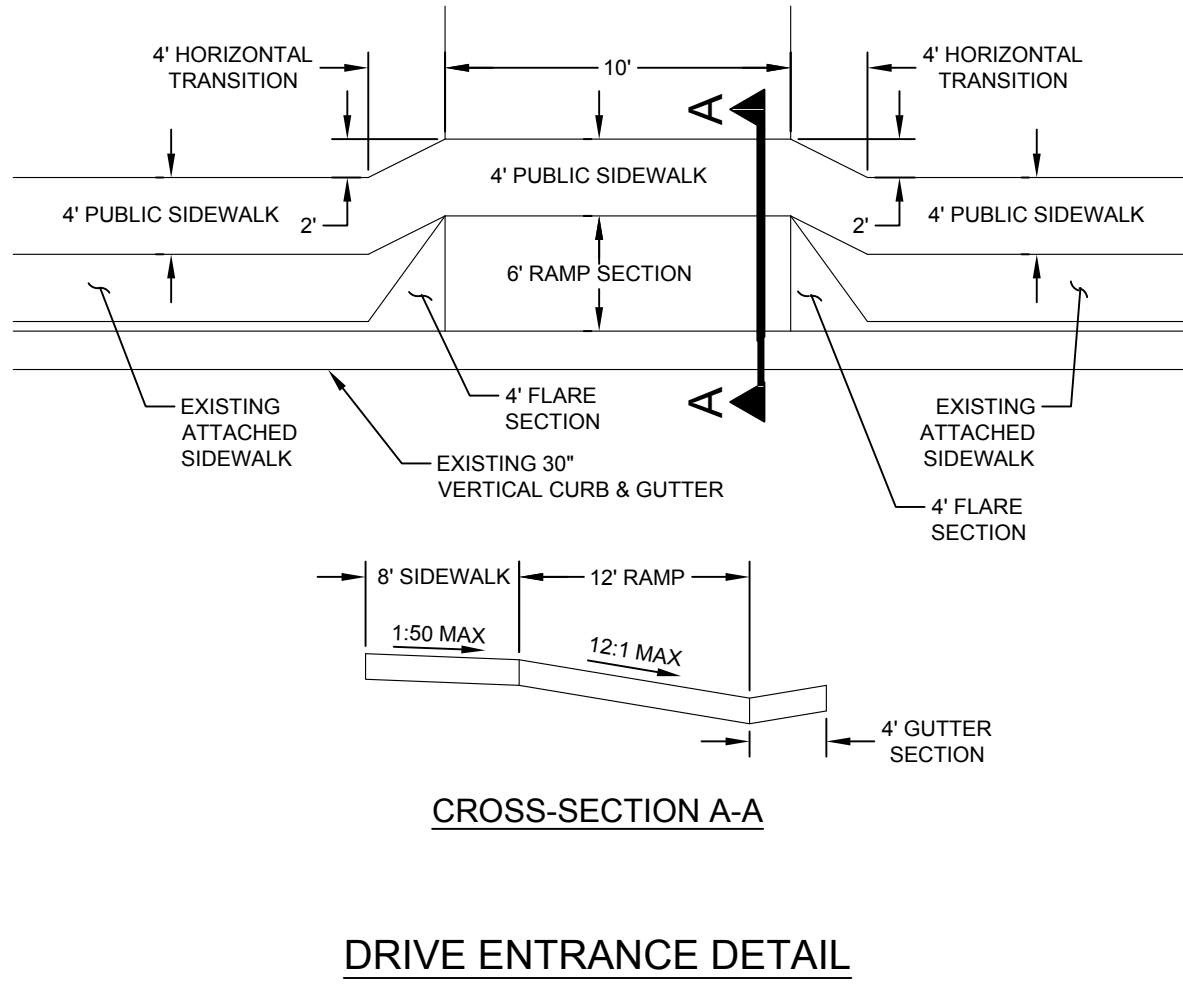 4' HORIZONTAL
TRANSITION
10'
4' HORIZONTAL
TRANSITION
A
4' PUBLIC SIDEWALK
4' PUBLIC SIDEWALK
2'
2'
4' PUBLIC SIDEWALK
6' RAMP SECTION
A
EXISTING
ATTACHED
SIDEWALK
4' FLARE
SECTION
EXISTING 30"
VERTICAL CURB & GUTTER
EXISTING
ATTACHED
SIDEWALK
4' FLARE
SECTION
8' SIDEWALK
12' RAMP
1:50 MAX
12:1 MAX
4' GUTTER
SECTION
CROSS-SECTION A-A
DRIVE ENTRANCE DETAIL